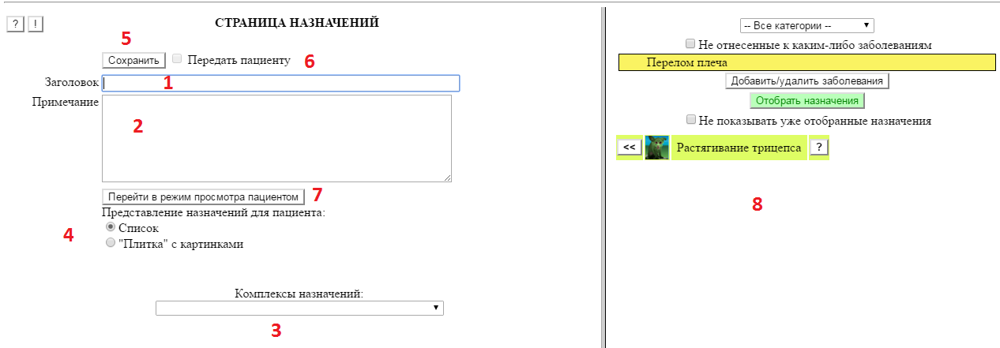 ? !
СТРАНИЦА НАЗНАЧЕНИЙ
5
Сохранить Передать пациенту 6
Заголовок 1
Примечание
2
Перейти в режим просмотра пациентом 7
Представление назначений для пациента:
4
Список
"Плитка" с картинками
Комплексы назначений:
3
-- Все категории --
Не отнесенные к каким-либо заболеваниям
Перелом плеча
Добавить/удалить заболевания
Отобрать назначения
Не показывать уже отобранные назначения
<< Растягивание трицепса ?
8